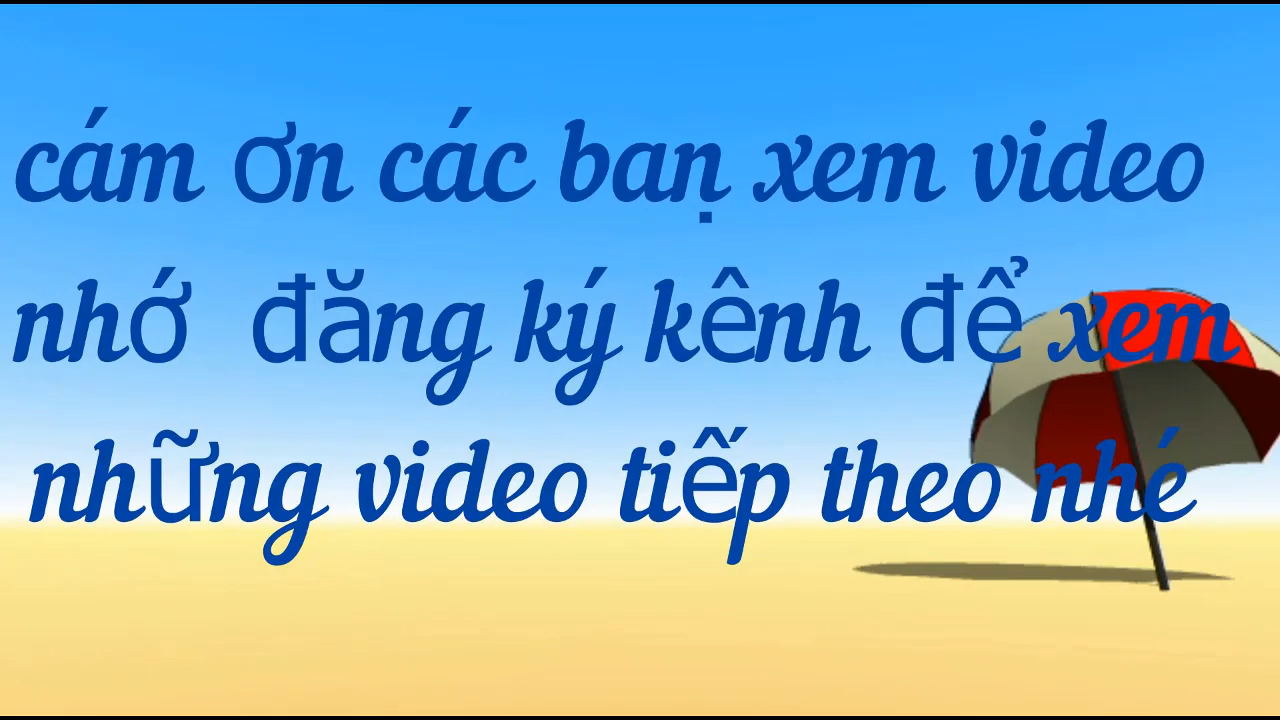 cám ơn các bạn xem video
nhớ đăng ký kênh để xem
những video tiếp theo nhé